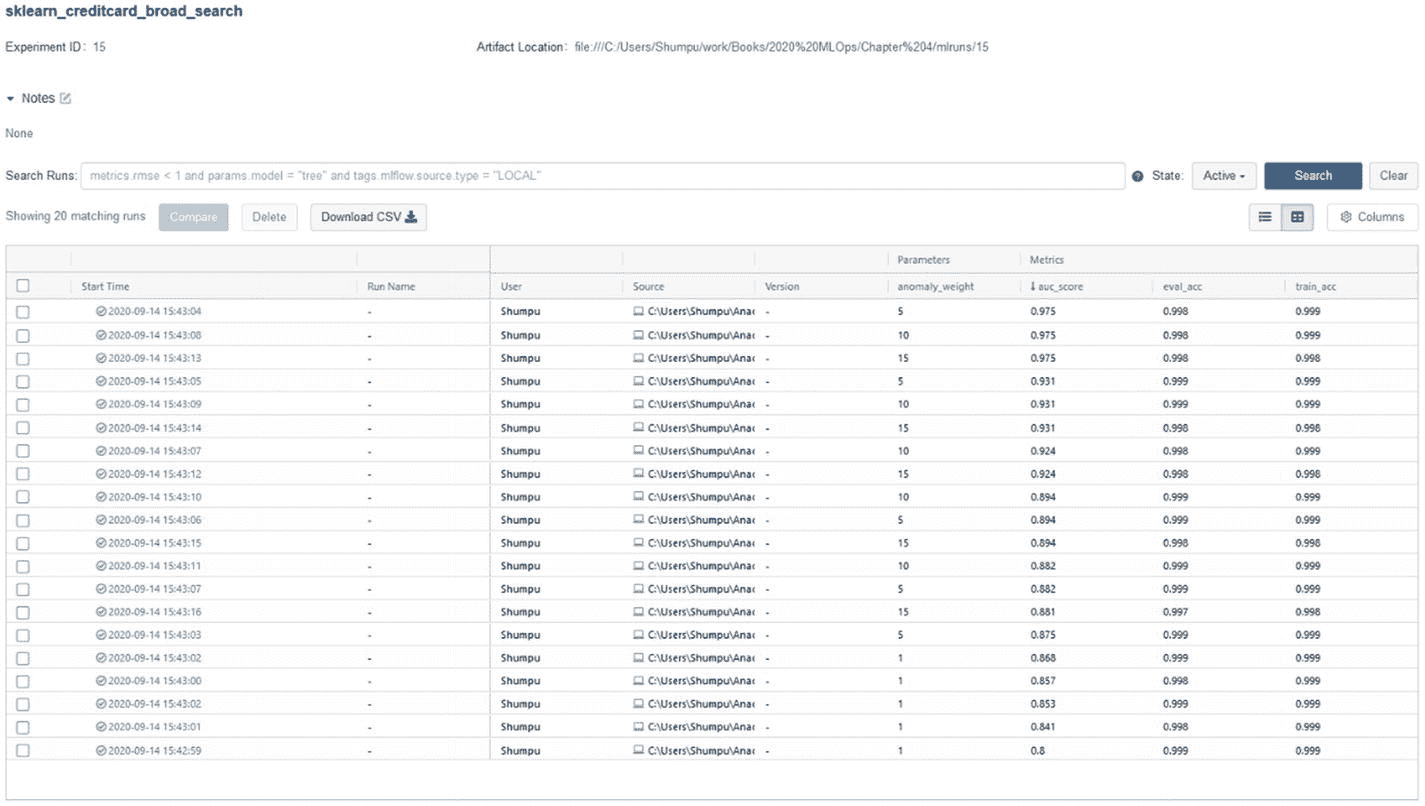 sklearn_creditcard_broad_search
Experiment ID: 15 Artifact Location: file:///C:/Users/Shumpu/work/Books/2020%20MLOps/Chapter%204/mlruns/15
Notes
None
Search Runs: metrics.rmse < 1 and params.model = "tree" and tags.mlflow.source.type = "LOCAL" ? State: Active Search Clear
Showing 20 matching runs Compare Delete Download CSV Columns
Parameters Metrics
Start Time Run Name User Source Version anomaly_weight ↓ auc_score eval_acc train_acc
2020-09-14 15:43:04 - Shumpu C:\Users\Shumpu\Anac - 5 0.975 0.998 0.999
2020-09-14 15:43:08 - Shumpu C:\Users\Shumpu\Anac - 10 0.975 0.998 0.999
2020-09-14 15:43:13 - Shumpu C:\Users\Shumpu\Anac - 15 0.975 0.998 0.998
2020-09-14 15:43:05 - Shumpu C:\Users\Shumpu\Anac - 5 0.931 0.999 0.999
2020-09-14 15:43:09 - Shumpu C:\Users\Shumpu\Anac - 10 0.931 0.999 0.999
2020-09-14 15:43:14 - Shumpu C:\Users\Shumpu\Anac - 15 0.931 0.998 0.998
2020-09-14 15:43:07 - Shumpu C:\Users\Shumpu\Anac - 10 0.924 0.998 0.999
2020-09-14 15:43:12 - Shumpu C:\Users\Shumpu\Anac - 15 0.924 0.998 0.998
2020-09-14 15:43:10 - Shumpu C:\Users\Shumpu\Anac - 10 0.894 0.999 0.999
2020-09-14 15:43:06 - Shumpu C:\Users\Shumpu\Anac - 5 0.894 0.999 0.999
2020-09-14 15:43:15 - Shumpu C:\Users\Shumpu\Anac - 15 0.894 0.998 0.998
2020-09-14 15:43:11 - Shumpu C:\Users\Shumpu\Anac - 10 0.882 0.999 0.999
2020-09-14 15:43:07 - Shumpu C:\Users\Shumpu\Anac - 5 0.882 0.999 0.999
2020-09-14 15:43:16 - Shumpu C:\Users\Shumpu\Anac - 15 0.881 0.997 0.998
2020-09-14 15:43:03 - Shumpu C:\Users\Shumpu\Anac - 5 0.875 0.999 0.999
2020-09-14 15:43:02 - Shumpu C:\Users\Shumpu\Anac - 1 0.868 0.999 0.999
2020-09-14 15:43:00 - Shumpu C:\Users\Shumpu\Anac - 1 0.857 0.998 0.999
2020-09-14 15:43:02 - Shumpu C:\Users\Shumpu\Anac - 1 0.853 0.999 0.999
2020-09-14 15:43:01 - Shumpu C:\Users\Shumpu\Anac - 1 0.841 0.998 0.999
2020-09-14 15:42:59 - Shumpu C:\Users\Shumpu\Anac - 1 0.8 0.999 0.999